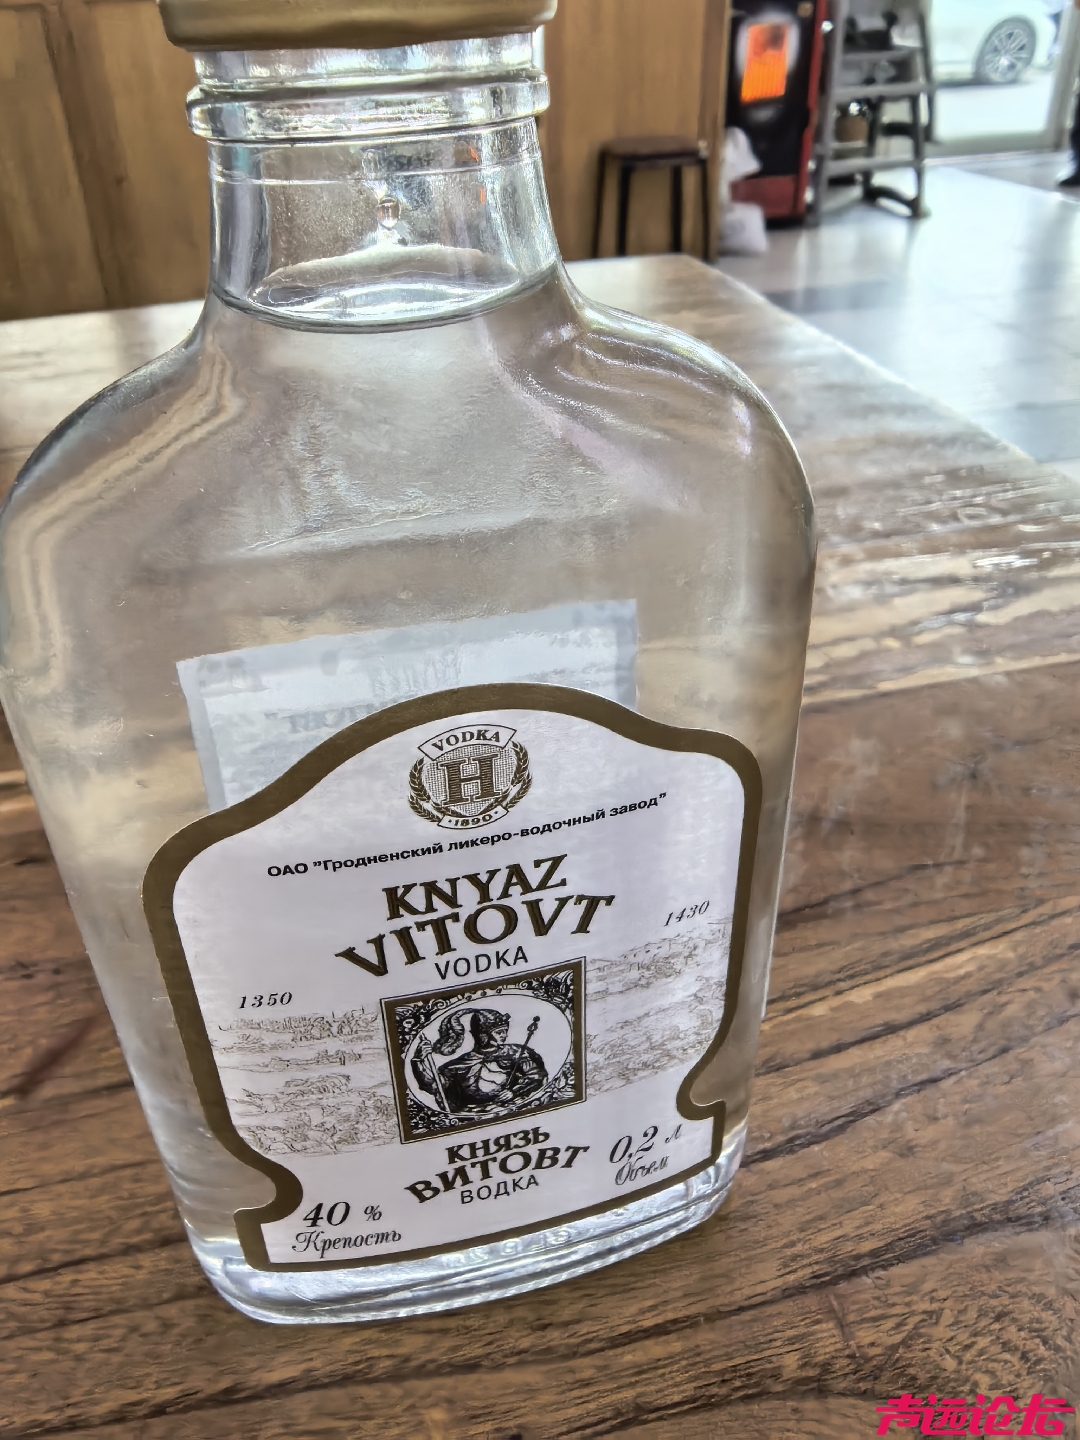 VODKA
H
·1890·
ОАО "Гродненский ликеро-водочный завод"
KNYAZ
VITOVT
VODKA
1350
1430
КНЯЗЬ
ВИТОВТ
ВОДКА
40 %
Крепость
0,2 л
Объем
声远论坛